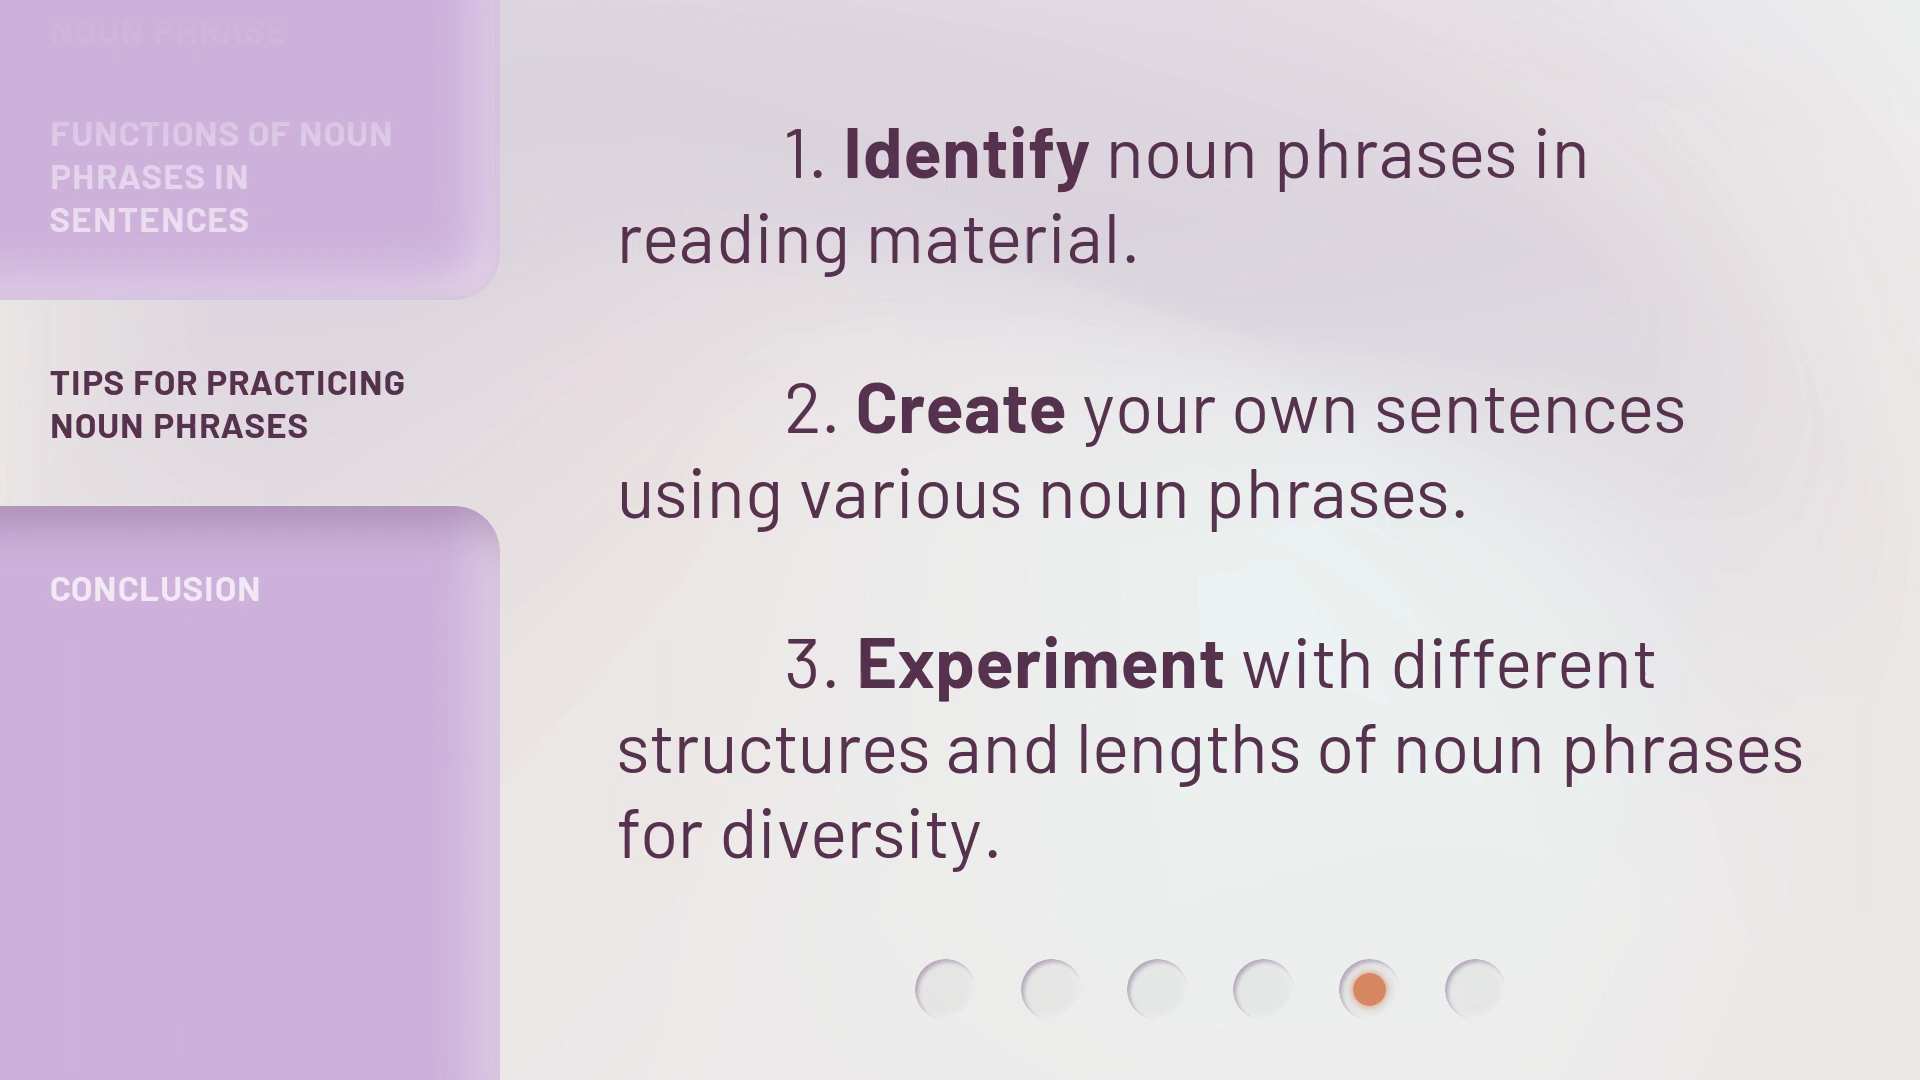 NOUN PHRASE
FUNCTIONS OF NOUN
PHRASES IN
SENTENCES
TIPS FOR PRACTICING
NOUN PHRASES
CONCLUSION
1. Identify noun phrases in
reading material.
2. Create your own sentences
using various noun phrases.
3. Experiment with different
structures and lengths of noun phrases
for diversity.